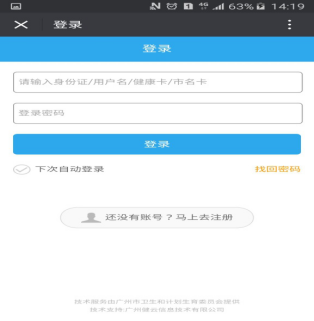 63% 14:19
登录
登录
请输入身份证/用户名/健康卡/市名卡
登录密码
登录
下次自动登录 找回密码
还没有账号？马上去注册
技术服务由广州市卫生和计划生育委员会提供
技术支持:广州健云信息技术有限公司